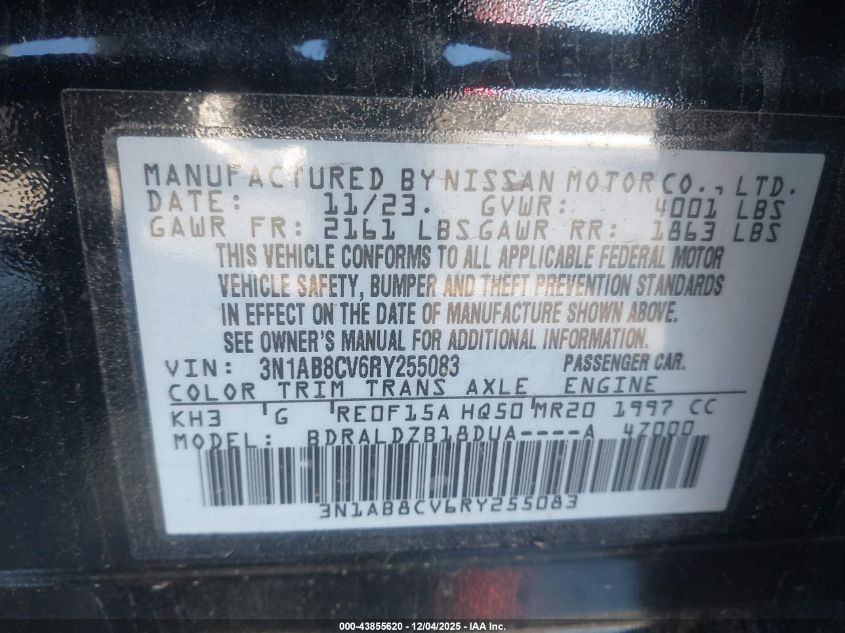 MANUFACTURED BY NISSAN MOTOR CO., LTD.
DATE: 11/23. GVWR: 4001 LBS
GAWR FR: 2161 LBS GAWR RR: 1863 LBS
THIS VEHICLE CONFORMS TO ALL APPLICABLE FEDERAL MOTOR
VEHICLE SAFETY, BUMPER AND THEFT PREVENTION STANDARDS
IN EFFECT ON THE DATE OF MANUFACTURE SHOWN ABOVE.
SEE OWNER'S MANUAL FOR ADDITIONAL INFORMATION.
VIN: 3N1AB8CV6RY255083 PASSENGER CAR.
COLOR TRIM TRANS AXLE ENGINE
KH3 G RE0F15A HQ50 MR20 1997 CC
MODEL: BDRALDZB18DUA----A 4Z000
3N1AB8CV6RY255083
000-43855620 - 12/04/2025 - IAA Inc.